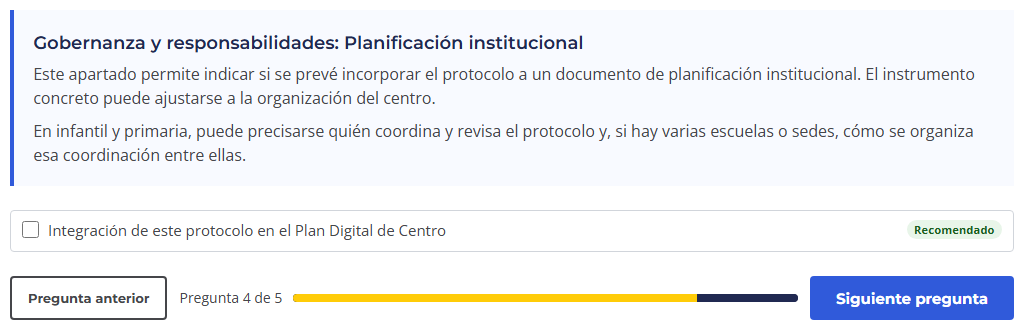 Gobernanza y responsabilidades: Planificación institucional
Este apartado permite indicar si se prevé incorporar el protocolo a un documento de planificación institucional. El instrumento
concreto puede ajustarse a la organización del centro.
En infantil y primaria, puede precisarse quién coordina y revisa el protocolo y, si hay varias escuelas o sedes, cómo se organiza
esa coordinación entre ellas.
Integración de este protocolo en el Plan Digital de Centro
Recomendado
Pregunta anterior
Pregunta 4 de 5
Siguiente pregunta